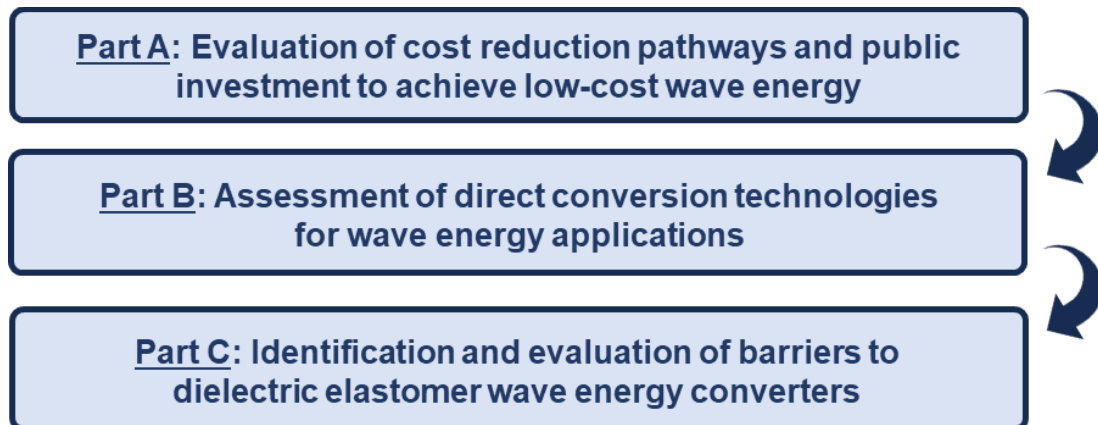 Part A: Evaluation of cost reduction pathways and public
investment to achieve low-cost wave energy
Part B: Assessment of direct conversion technologies
for wave energy applications
Part C: Identification and evaluation of barriers to
dielectric elastomer wave energy converters